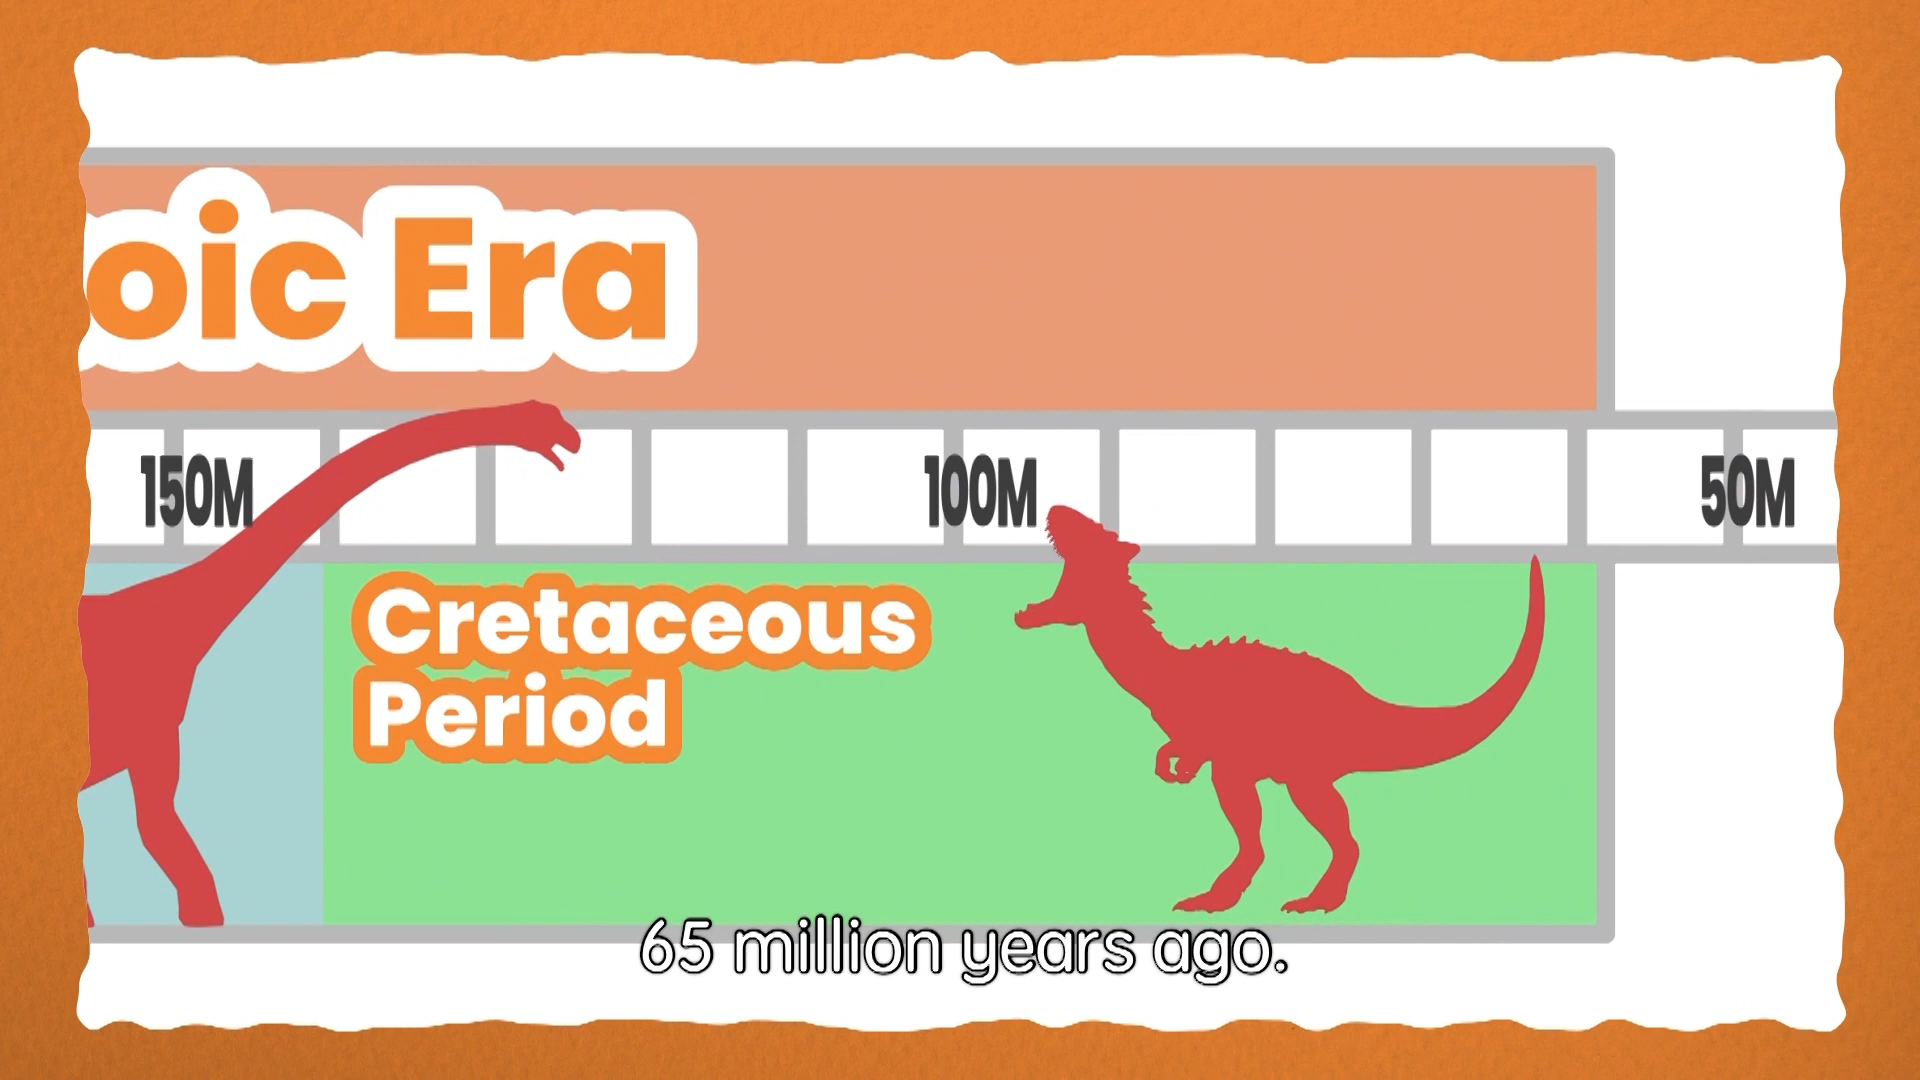 oic Era
150M 100M 50M
Cretaceous
Period
65 million years ago.